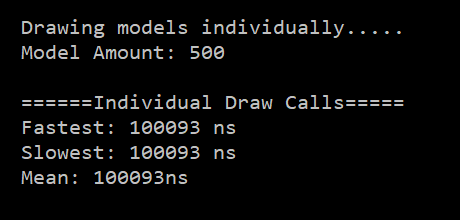 Drawing models individually.....
Model Amount: 500
======Individual Draw Calls=====
Fastest: 100093 ns
Slowest: 100093 ns
Mean: 100093ns